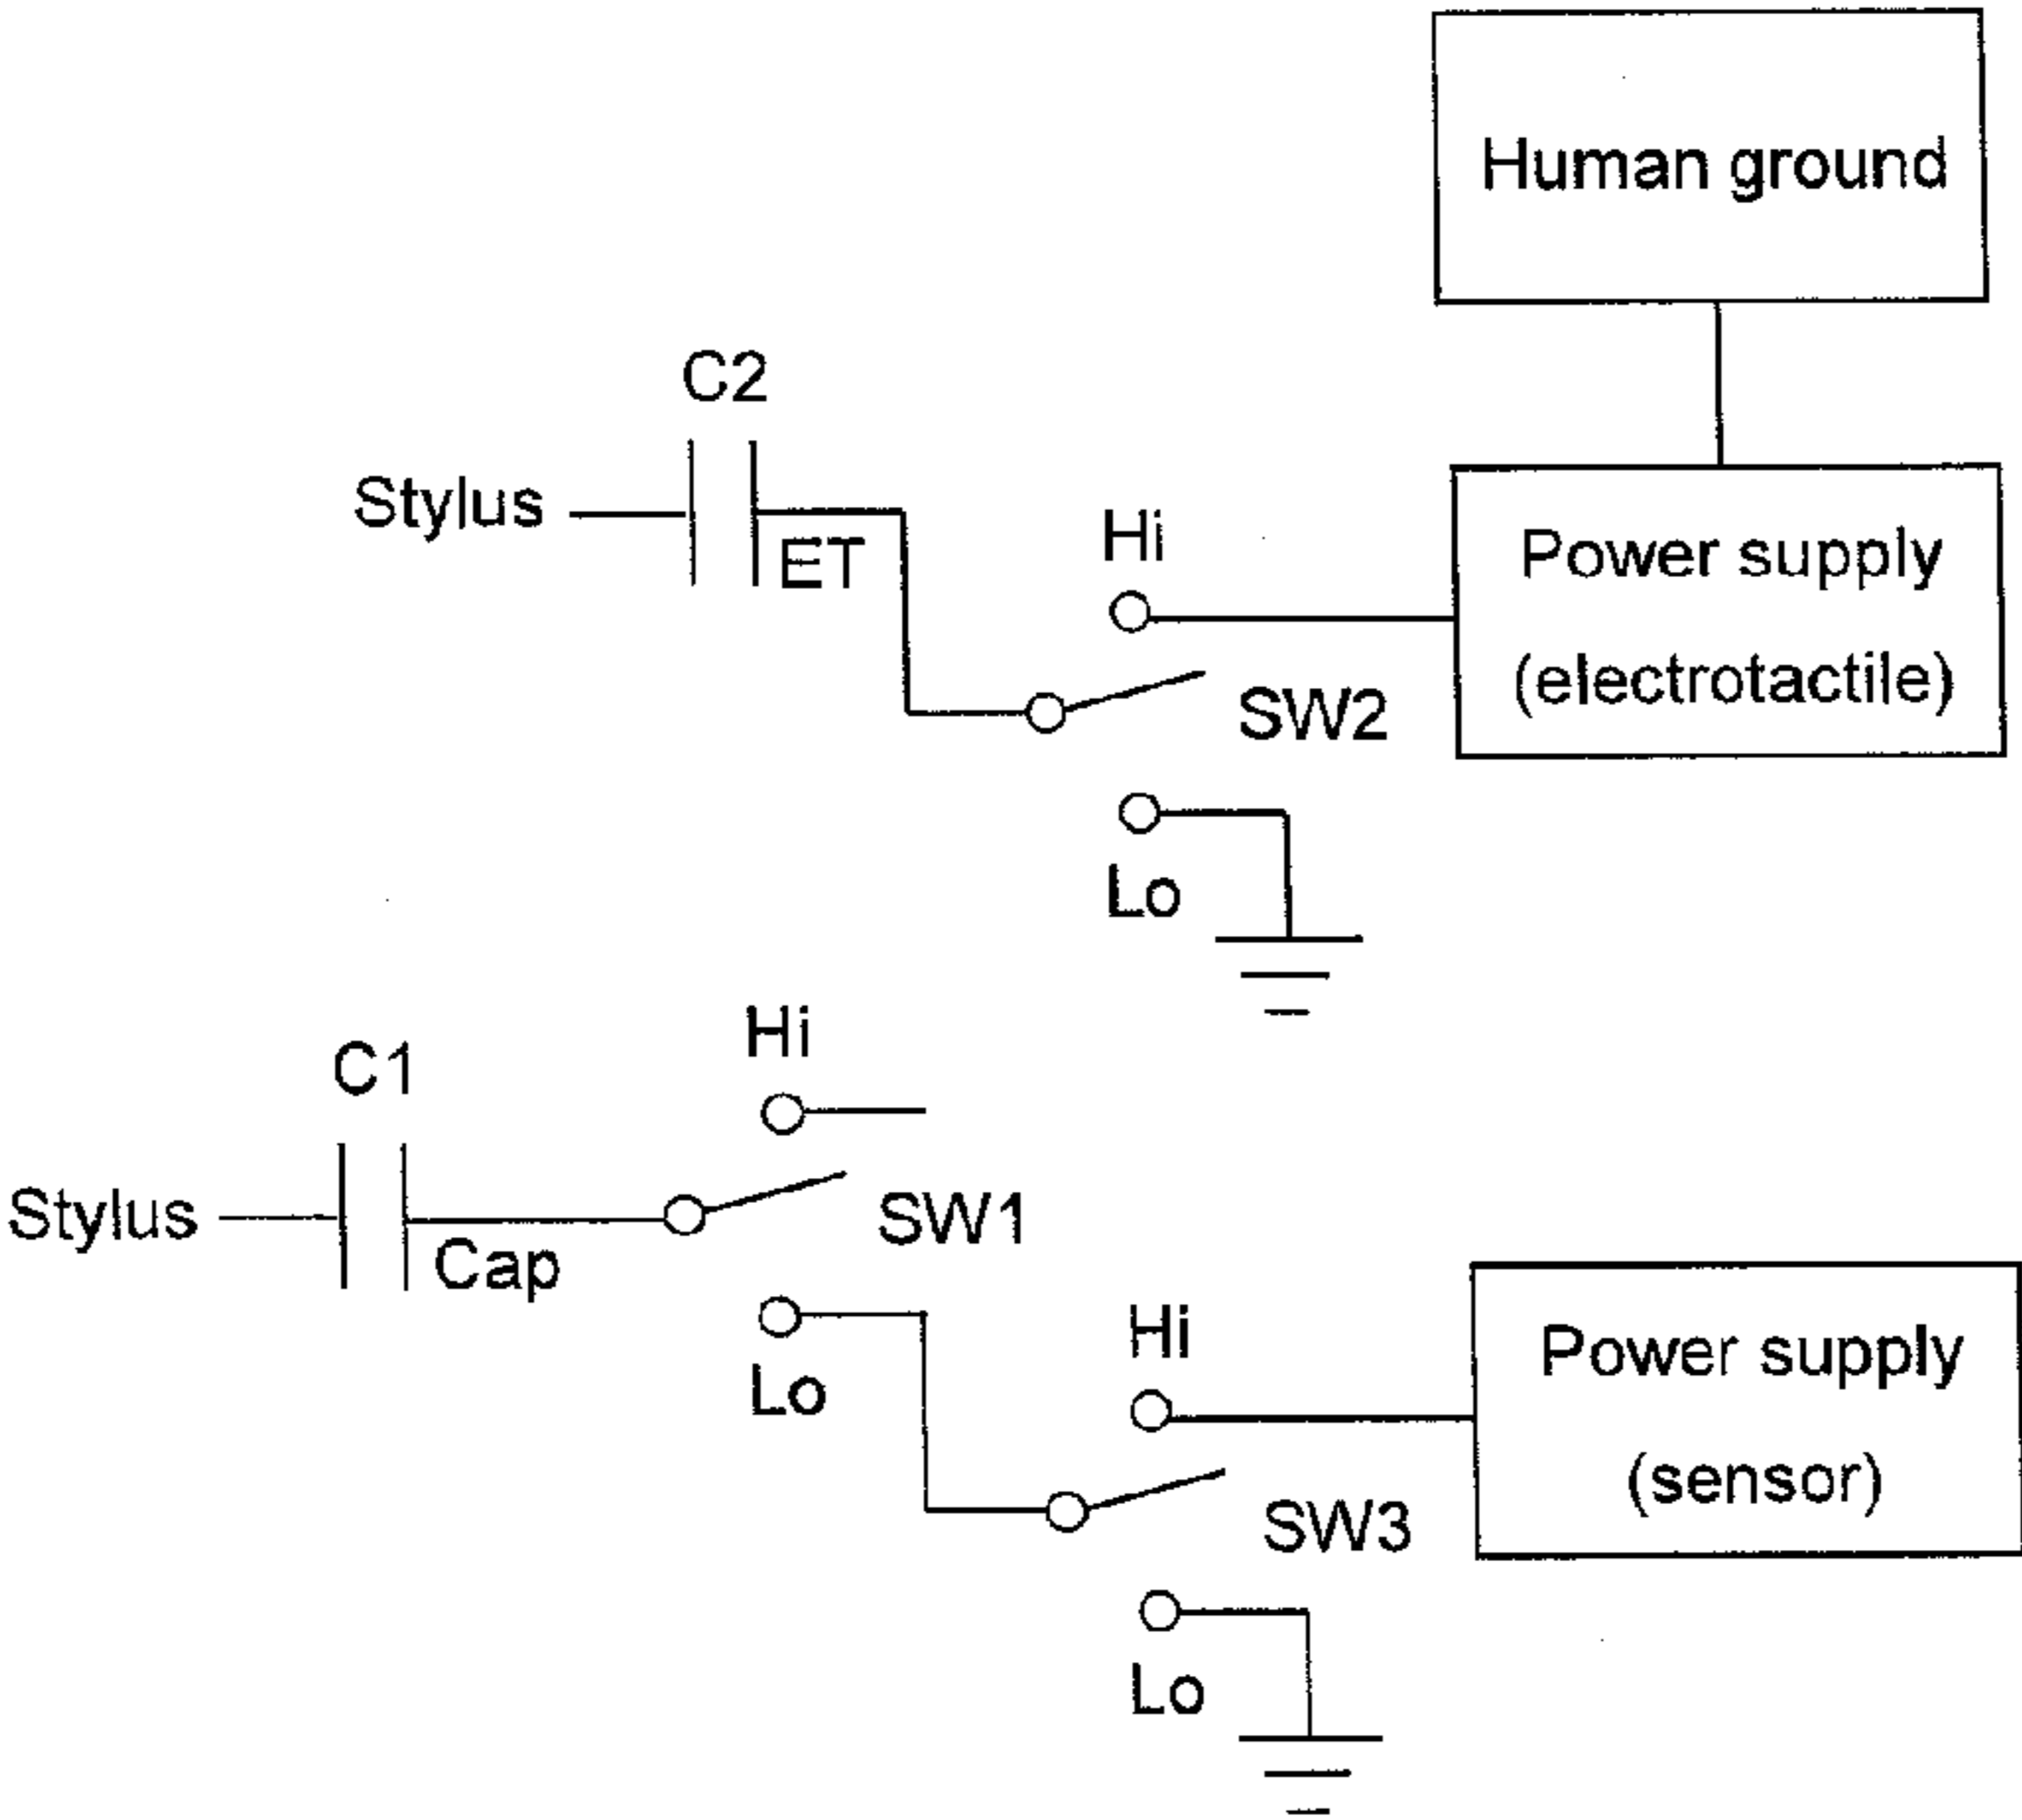 Human ground
C2
Stylus
ET
Hi
Power supply
(electrotactile)
SW2
Lo
Hi
C1
Stylus
Cap
SW1
Lo
Hi
Power supply
(sensor)
SW3
Lo